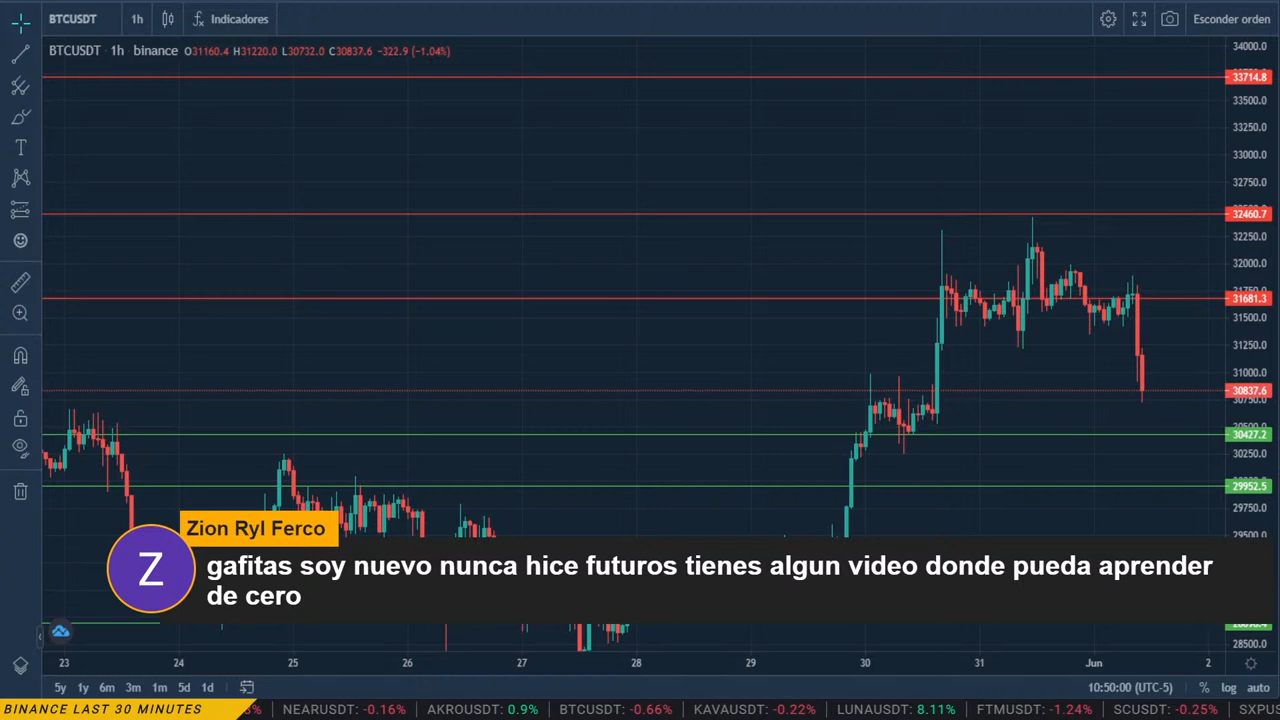 BTCUSDT 1h Indicadores Esconder orden
BTCUSDT · 1h · binance O31160.4 H31220.0 L30732.0 C30837.6 -322.9 (-1.04%)
34000.0
33714.8
33500.0
33250.0
33000.0
32750.0
32460.7
32250.0
32000.0
31681.3
31500.0
31250.0
31000.0
30837.6
30750.0
30427.2
30250.0
29952.5
29750.0
29500.0
Zion Ryl Ferco
Z
gafitas soy nuevo nunca hice futuros tienes algun video donde pueda aprender
de cero
28500.0
23 24 25 26 27 28 29 30 31 Jun 2
5y 1y 6m 3m 1m 5d 1d 10:50:00 (UTC-5) % log auto
BINANCE LAST 30 MINUTES NEARUSDT: -0.16% AKROUSDT: 0.9% BTCUSDT: -0.66% KAVAUSDT: -0.22% LUNAUSDT: 8.11% FTMUSDT: -1.24% SCUSDT: -0.25% SXPUS